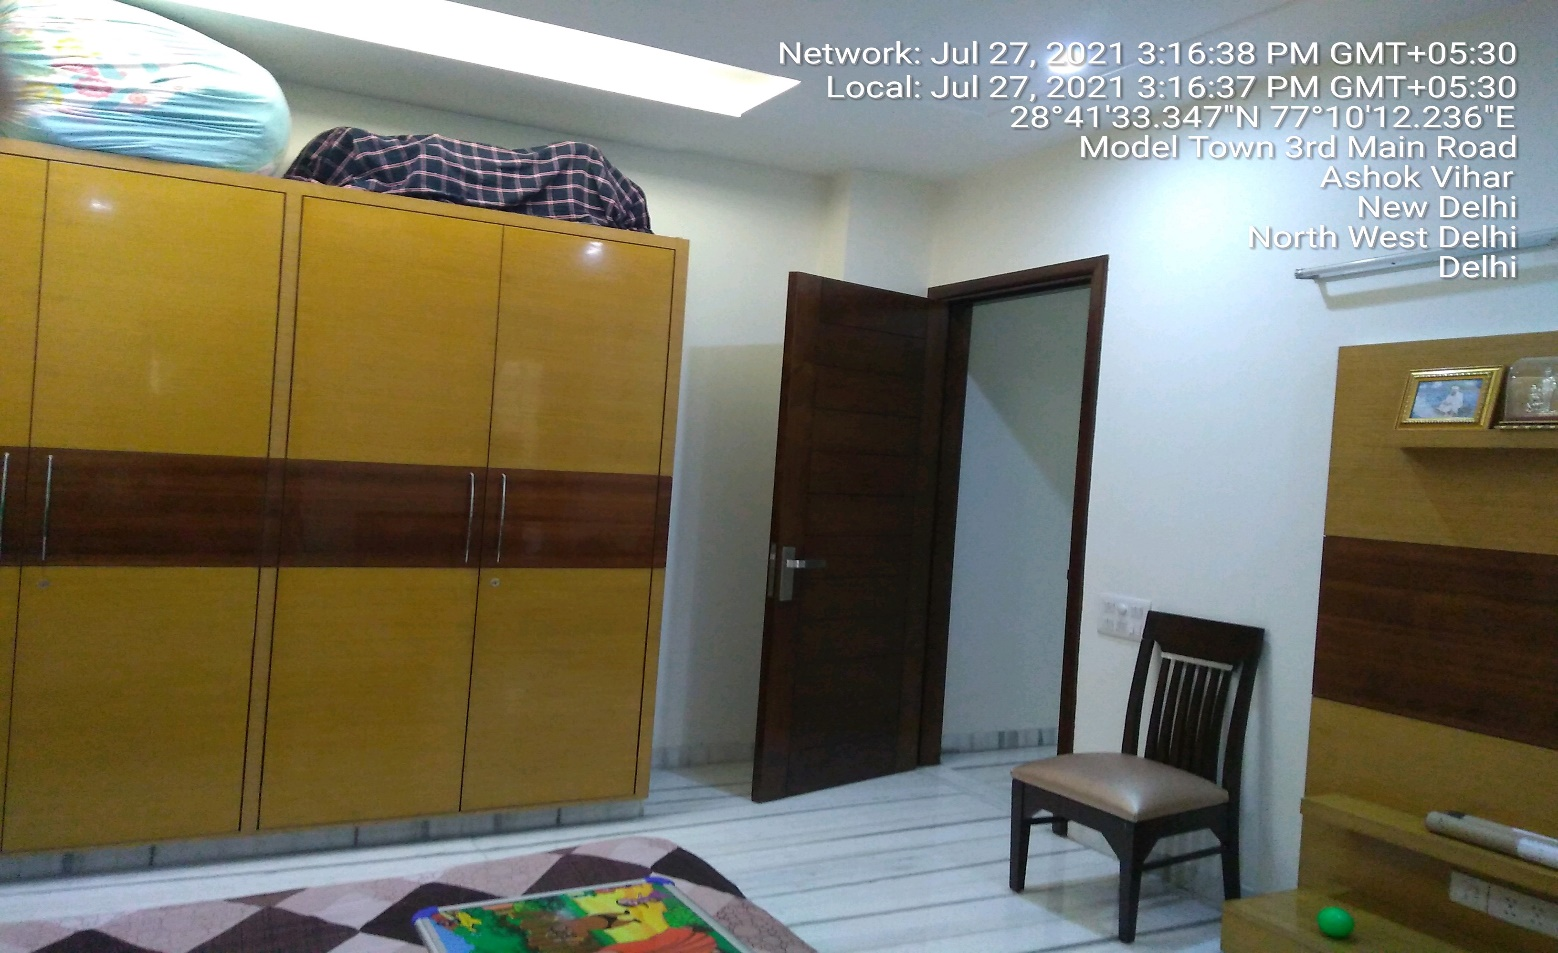 Network: Jul 27, 2021 3:16:38 PM GMT+05:30
Local: Jul 27, 2021 3:16:37 PM GMT+05:30
28°41'33.347"N 77°10'12.236"E
Model Town 3rd Main Road
Ashok Vihar
New Delhi
North West Delhi
Delhi